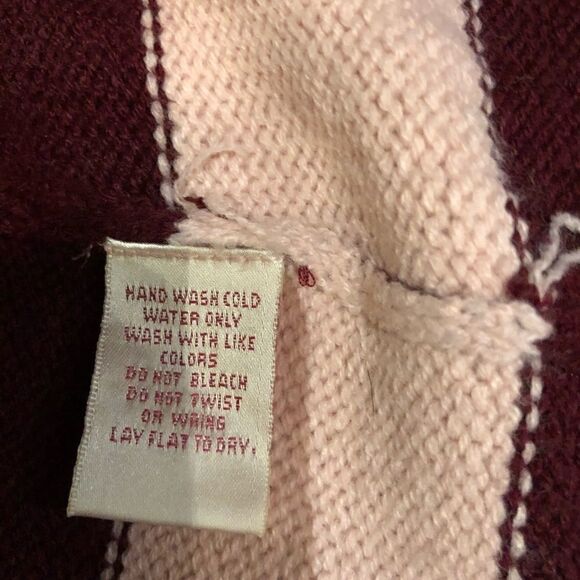 HAND WASH COLD
WATER ONLY
WASH WITH LIKE
COLORS
DO NOT BLEACH
DO NOT TWIST
OR WRING
LAY FLAT TO DRY.